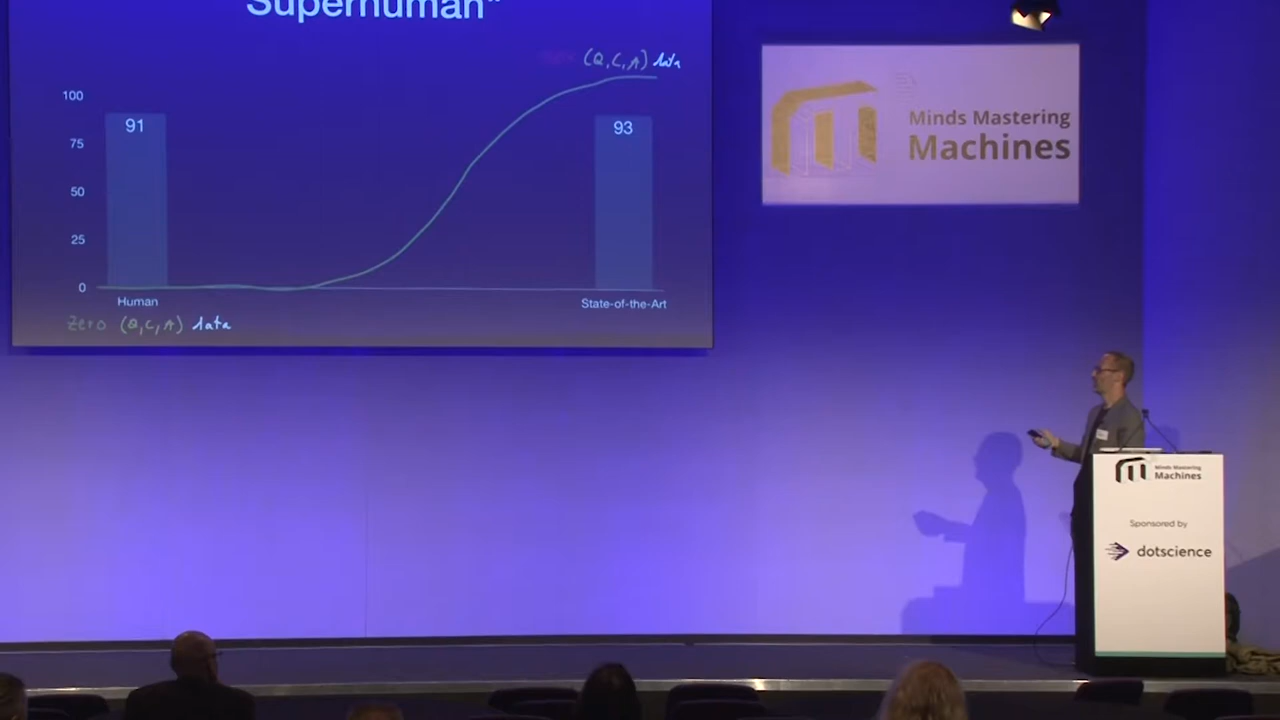 Superhuman"
(Q,C,A) data
100
91
93
75
50
25
0
Human
State-of-the-Art
Zero (Q,C,A) data
Minds Mastering
Machines
Minds Mastering
Machines
Sponsored by
dotscience